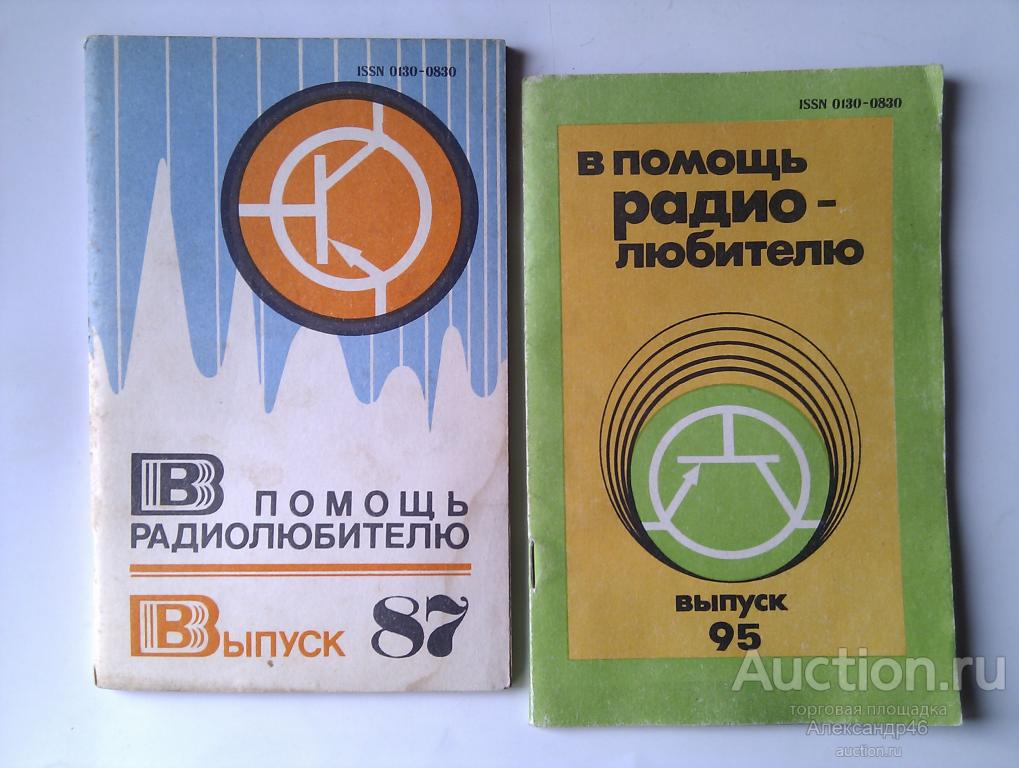 ISSN 0130-0830
В ПОМОЩЬ
РАДИОЛЮБИТЕЛЮ
Выпуск 87
ISSN 0130-0830
в помощь
радио-
любителю
выпуск
95
Auction.ru
торговая площадка
Александр46
auction.ru